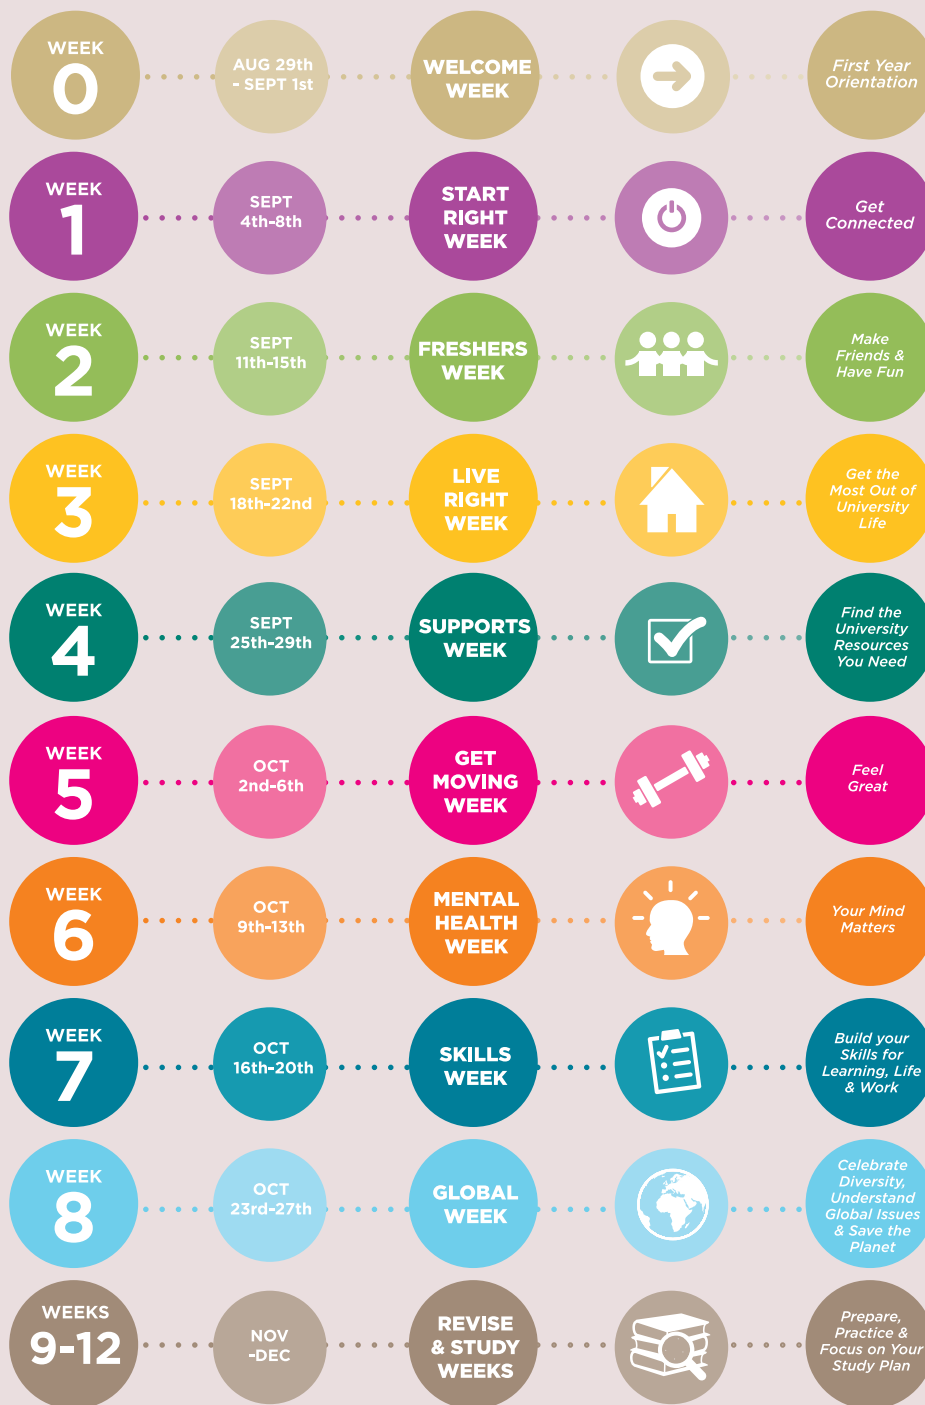 WEEK
0
AUG 29th
- SEPT 1st
WELCOME
WEEK
First Year
Orientation
WEEK
1
SEPT
4th-8th
START
RIGHT
WEEK
Get
Connected
WEEK
2
SEPT
11th-15th
FRESHERS
WEEK
Make
Friends &
Have Fun
WEEK
3
SEPT
18th-22nd
LIVE
RIGHT
WEEK
Get the
Most Out of
University
Life
WEEK
4
SEPT
25th-29th
SUPPORTS
WEEK
Find the
University
Resources
You Need
WEEK
5
OCT
2nd-6th
GET
MOVING
WEEK
Feel
Great
WEEK
6
OCT
9th-13th
MENTAL
HEALTH
WEEK
Your Mind
Matters
WEEK
7
OCT
16th-20th
SKILLS
WEEK
Build your
Skills for
Learning, Life
& Work
WEEK
8
OCT
23rd-27th
GLOBAL
WEEK
Celebrate
Diversity,
Understand
Global Issues
& Save the
Planet
WEEKS
9-12
NOV
-DEC
REVISE
& STUDY
WEEKS
Prepare,
Practice &
Focus on Your
Study Plan